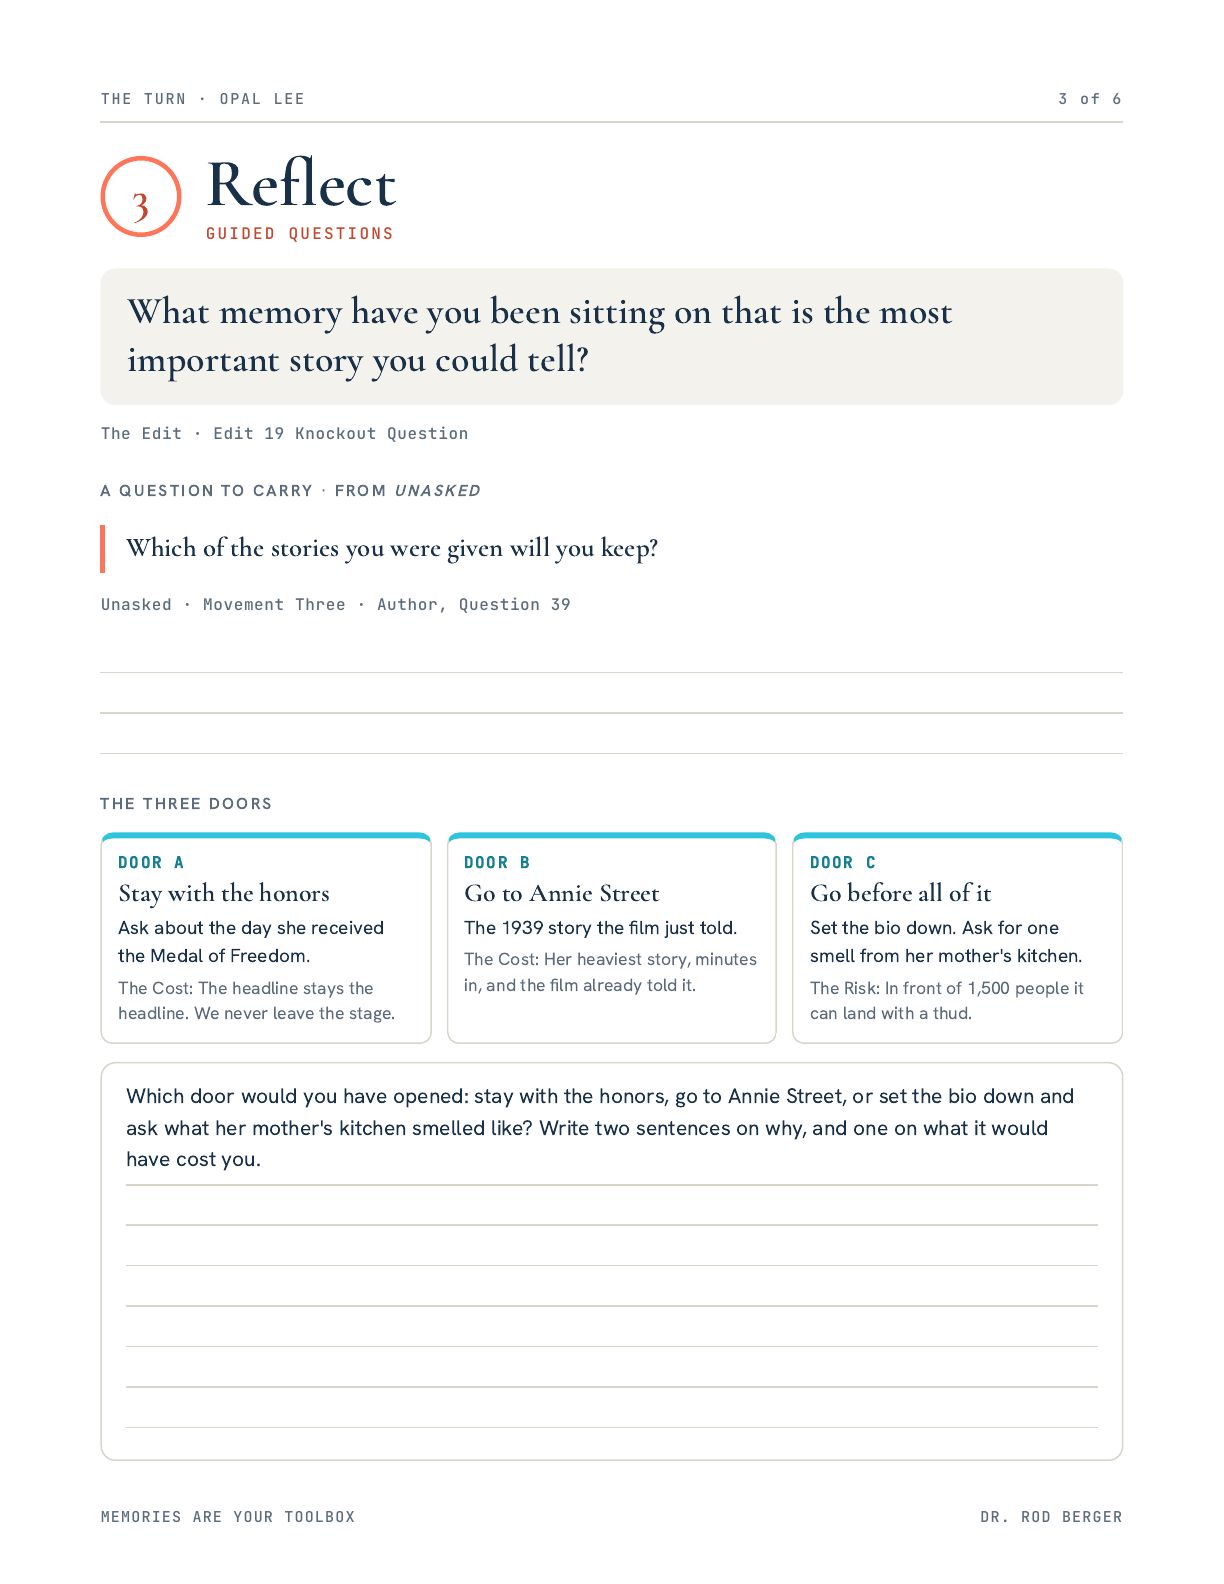 THE TURN · OPAL LEE
3 of 6
3
Reflect
GUIDED QUESTIONS
What memory have you been sitting on that is the most
important story you could tell?
The Edit · Edit 19 Knockout Question
A QUESTION TO CARRY · FROM UNASKED
Which of the stories you were given will you keep?
Unasked · Movement Three · Author, Question 39
THE THREE DOORS
DOOR A
Stay with the honors
Ask about the day she received
the Medal of Freedom.
The Cost: The headline stays the
headline. We never leave the stage.
DOOR B
Go to Annie Street
The 1939 story the film just told.
The Cost: Her heaviest story, minutes
in, and the film already told it.
DOOR C
Go before all of it
Set the bio down. Ask for one
smell from her mother's kitchen.
The Risk: In front of 1,500 people it
can land with a thud.
Which door would you have opened: stay with the honors, go to Annie Street, or set the bio down and
ask what her mother's kitchen smelled like? Write two sentences on why, and one on what it would
have cost you.
MEMORIES ARE YOUR TOOLBOX
DR. ROD BERGER